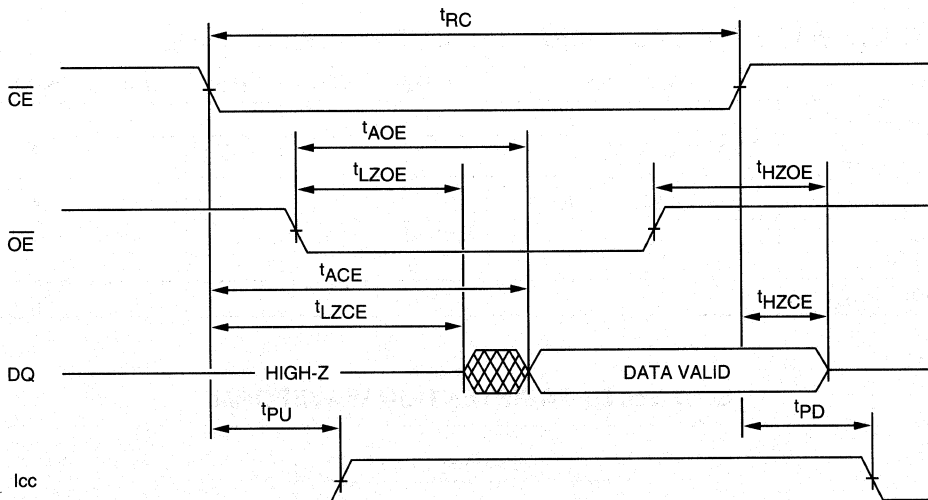 tRC
CE
tAOE
tLZOE
tHZOE
OE
tACE
tLZCE
tHZCE
DQ
HIGH-Z
DATA VALID
tPU
tPD
Icc